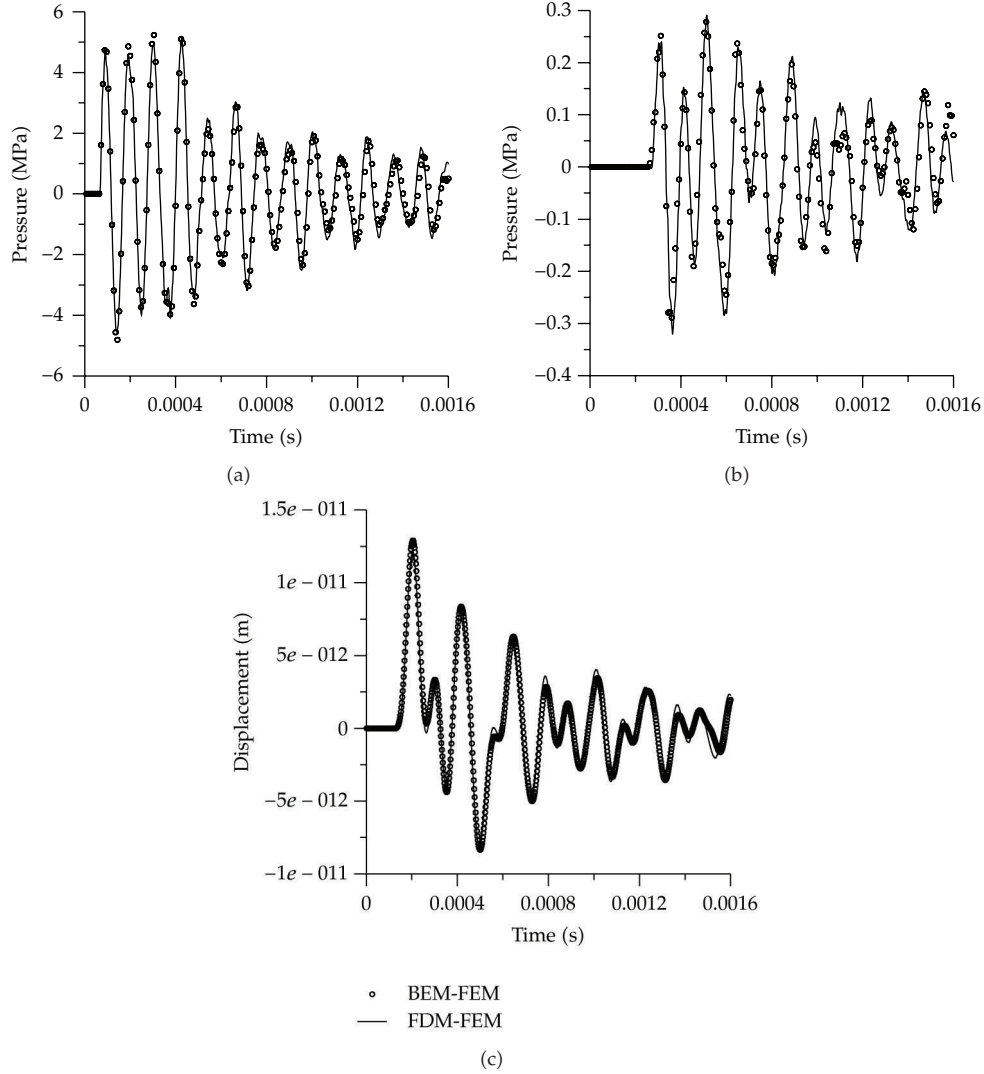 6
4
2
0
−2
−4
−6
Pressure (MPa)
0
0.0004
0.0008
0.0012
0.0016
Time (s)
(a)
0.3
0.2
0.1
0
−0.1
−0.2
−0.3
−0.4
Pressure (MPa)
0
0.0004
0.0008
0.0012
0.0016
Time (s)
(b)
1.5e − 011
1e − 011
5e − 012
0
−5e − 012
−1e − 011
Displacement (m)
0
0.0004
0.0008
0.0012
0.0016
Time (s)
BEM-FEM
FDM-FEM
(c)